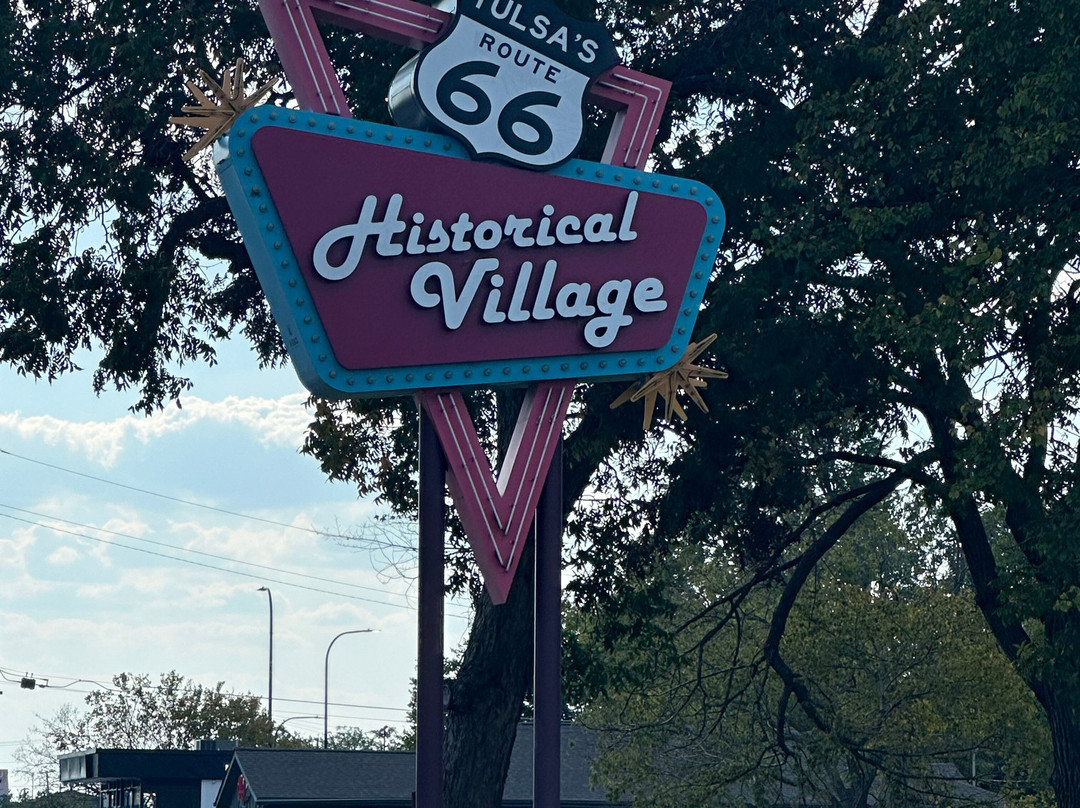 TULSA'S
ROUTE
66
Historical
Village